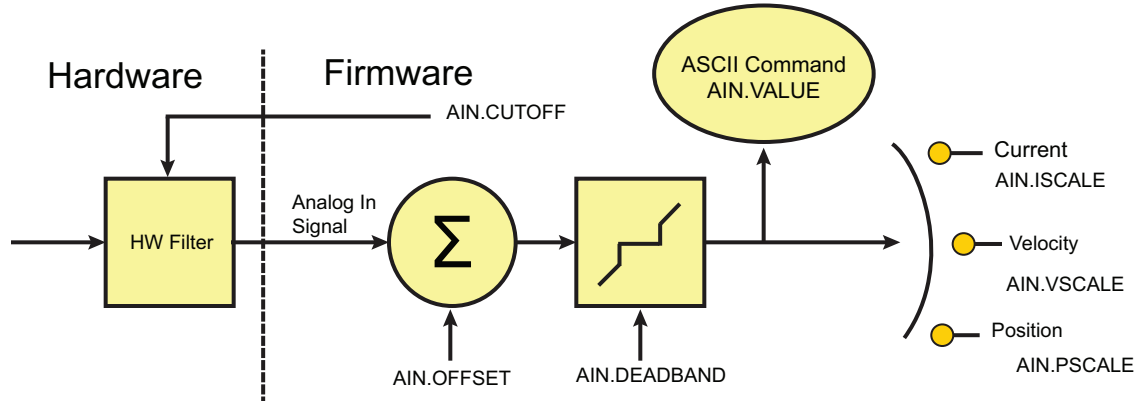 Hardware
Firmware
ASCII Command
AIN.VALUE
AIN.CUTOFF
HW Filter
Analog In
Signal
Σ
Current
AIN.ISCALE
Velocity
AIN.VSCALE
Position
AIN.PSCALE
AIN.OFFSET
AIN.DEADBAND